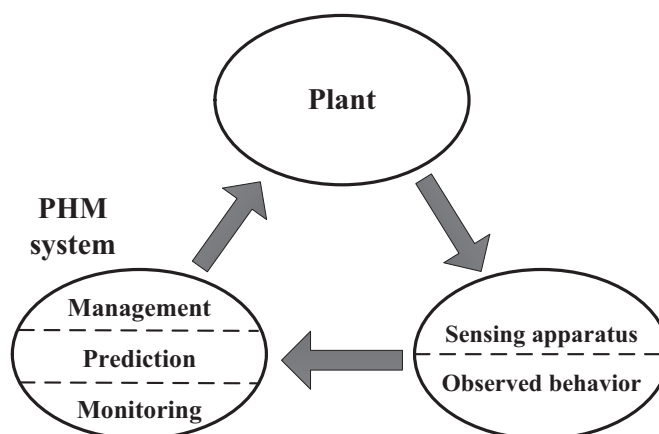 Plant
PHM
system
Management
Prediction
Monitoring
Sensing apparatus
Observed behavior